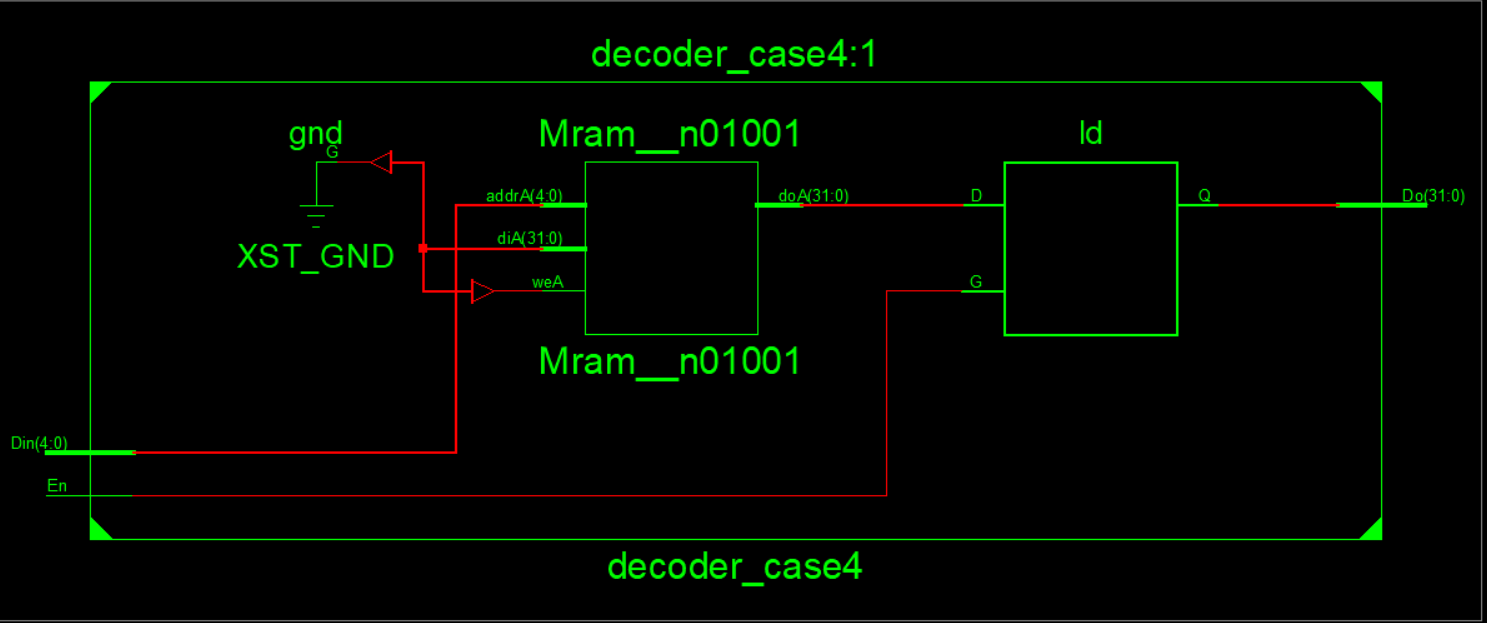 decoder_case4:1
gnd
G
XST_GND
Mram__n01001
addrA(4:0)
diA(31:0)
weA
doA(31:0)
Mram__n01001
ld
D
G
Q
Do(31:0)
Din(4:0)
En
decoder_case4